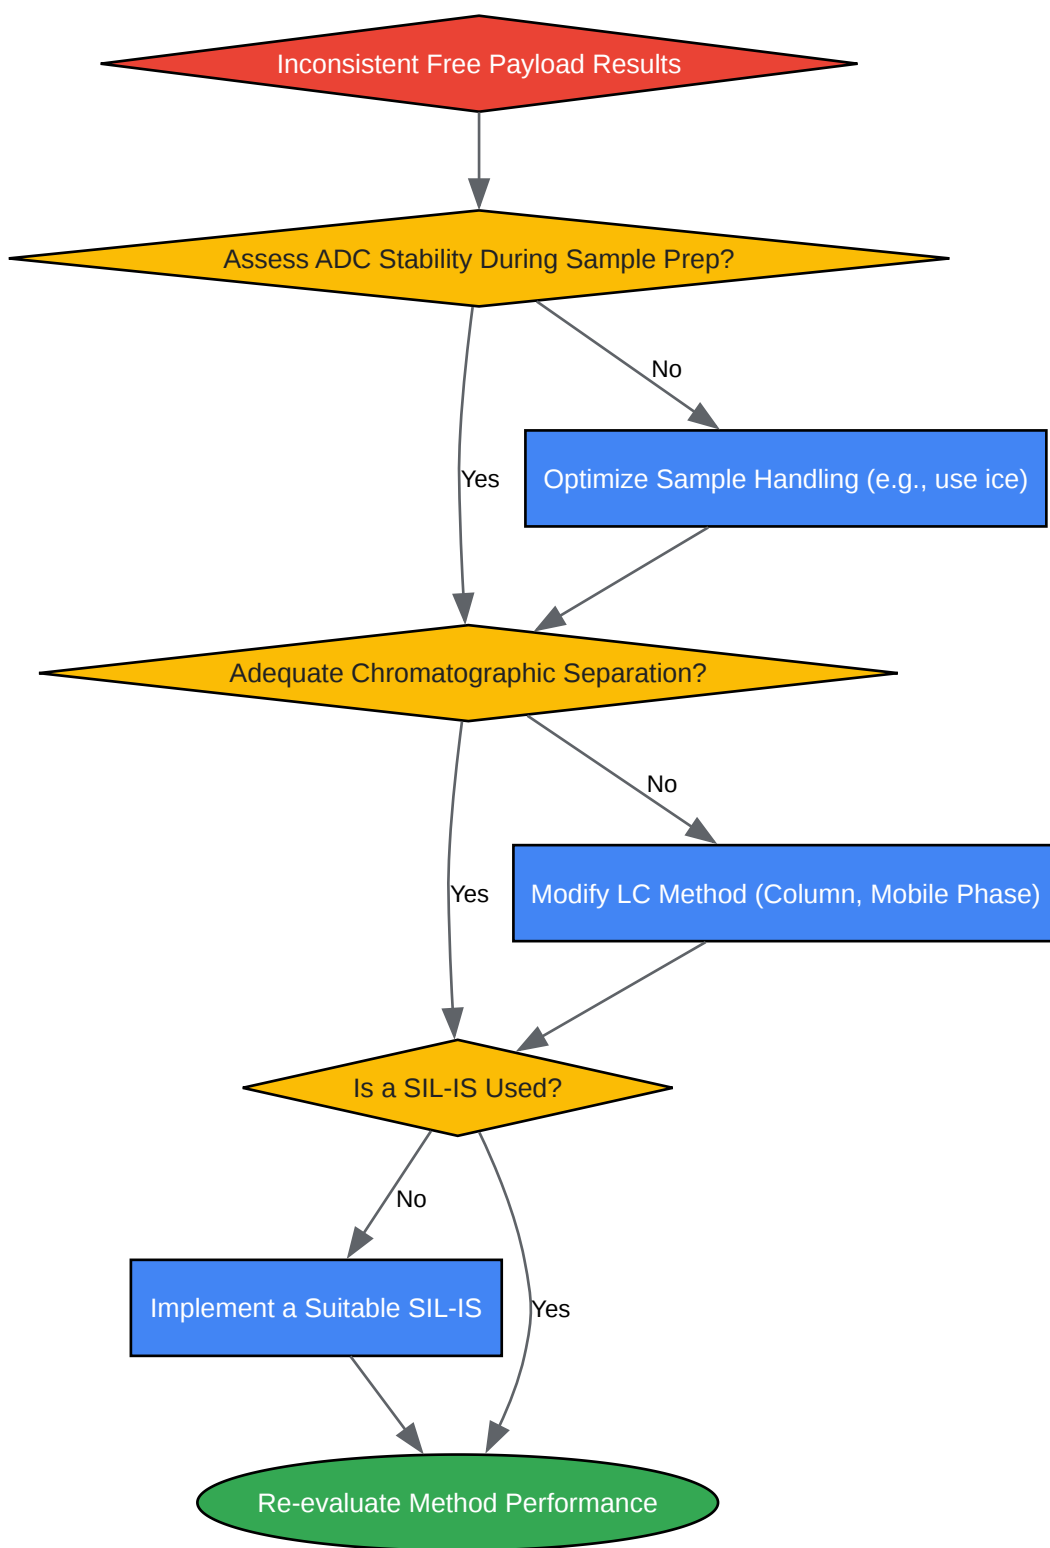 Inconsistent Free Payload Results
Assess ADC Stability During Sample Prep?
No
Yes
Optimize Sample Handling (e.g., use ice)
Adequate Chromatographic Separation?
No
Yes
Modify LC Method (Column, Mobile Phase)
Is a SIL-IS Used?
No
Implement a Suitable SIL-IS
Yes
Re-evaluate Method Performance